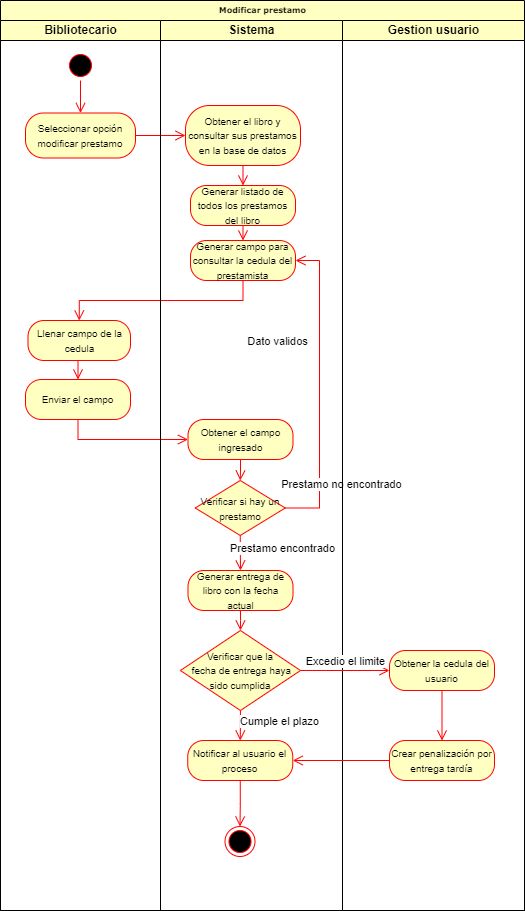 Modificar prestamo
Bibliotecario
Sistema
Gestion usuario
Seleccionar opción
modificar prestamo
Obtener el libro y
consultar sus prestamos
en la base de datos
Generar listado de
todos los prestamos
del libro
Generar campo para
consultar la cedula del
prestamista
Llenar campo de la
cedula
Dato validos
Enviar el campo
Obtener el campo
ingresado
Prestamo no encontrado
Verificar si hay un
prestamo
Prestamo encontrado
Generar entrega de
libro con la fecha
actual
Verificar que la
fecha de entrega haya
sido cumplida
Excedio el limite
Obtener la cedula del
usuario
Cumple el plazo
Notificar al usuario el
proceso
Crear penalización por
entrega tardía